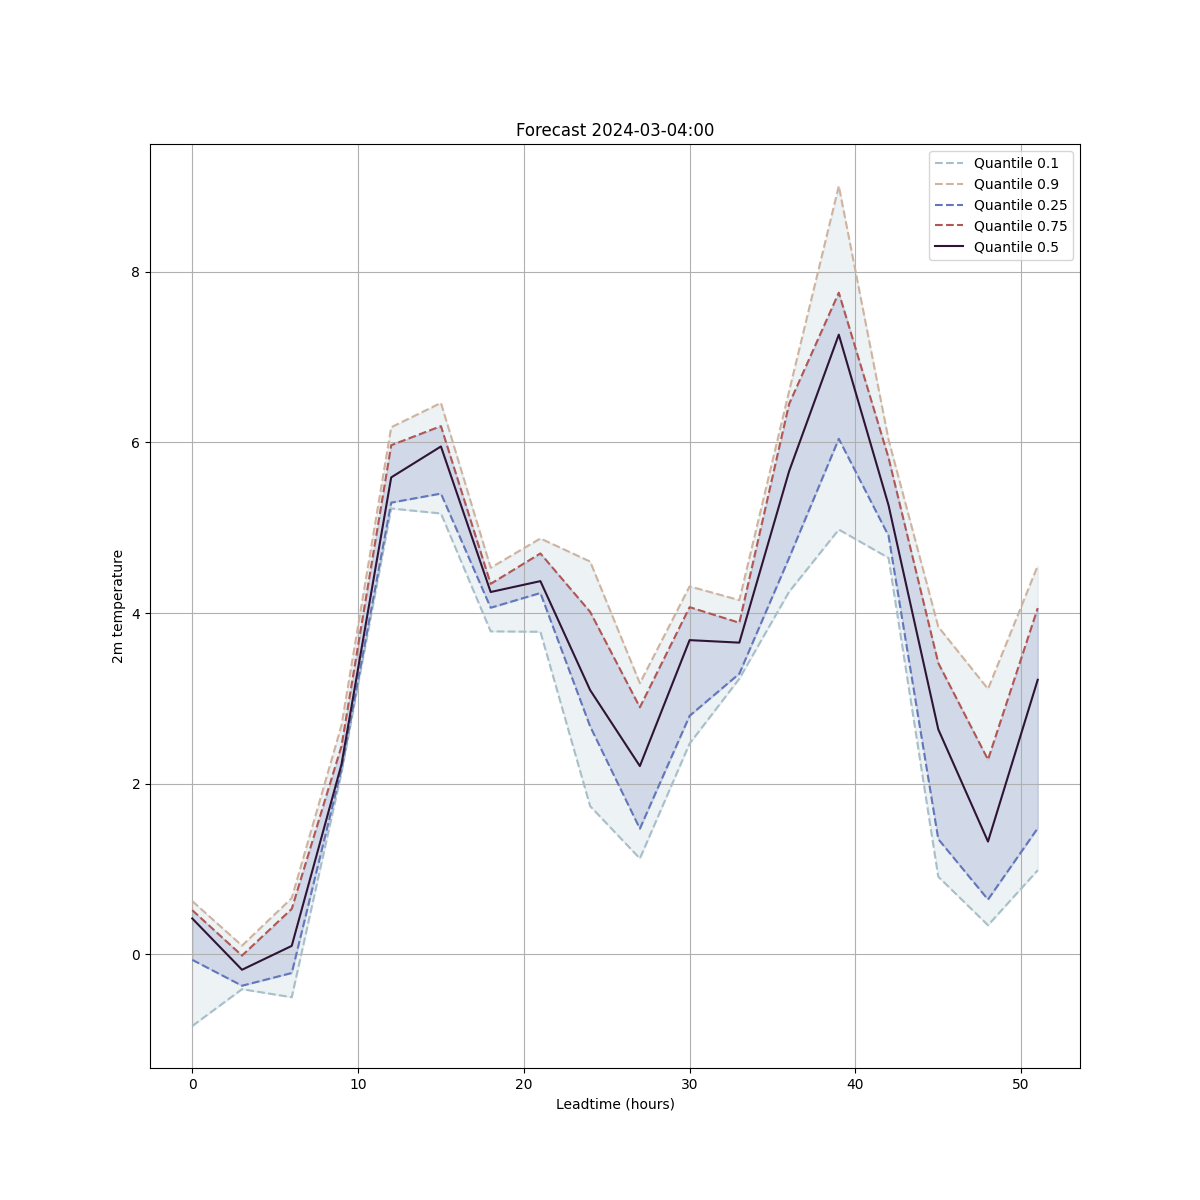 Forecast 2024-03-04:00
Quantile 0.1
Quantile 0.9
Quantile 0.25
Quantile 0.75
Quantile 0.5
2m temperature
8
6
4
2
0
0 10 20 30 40 50
Leadtime (hours)